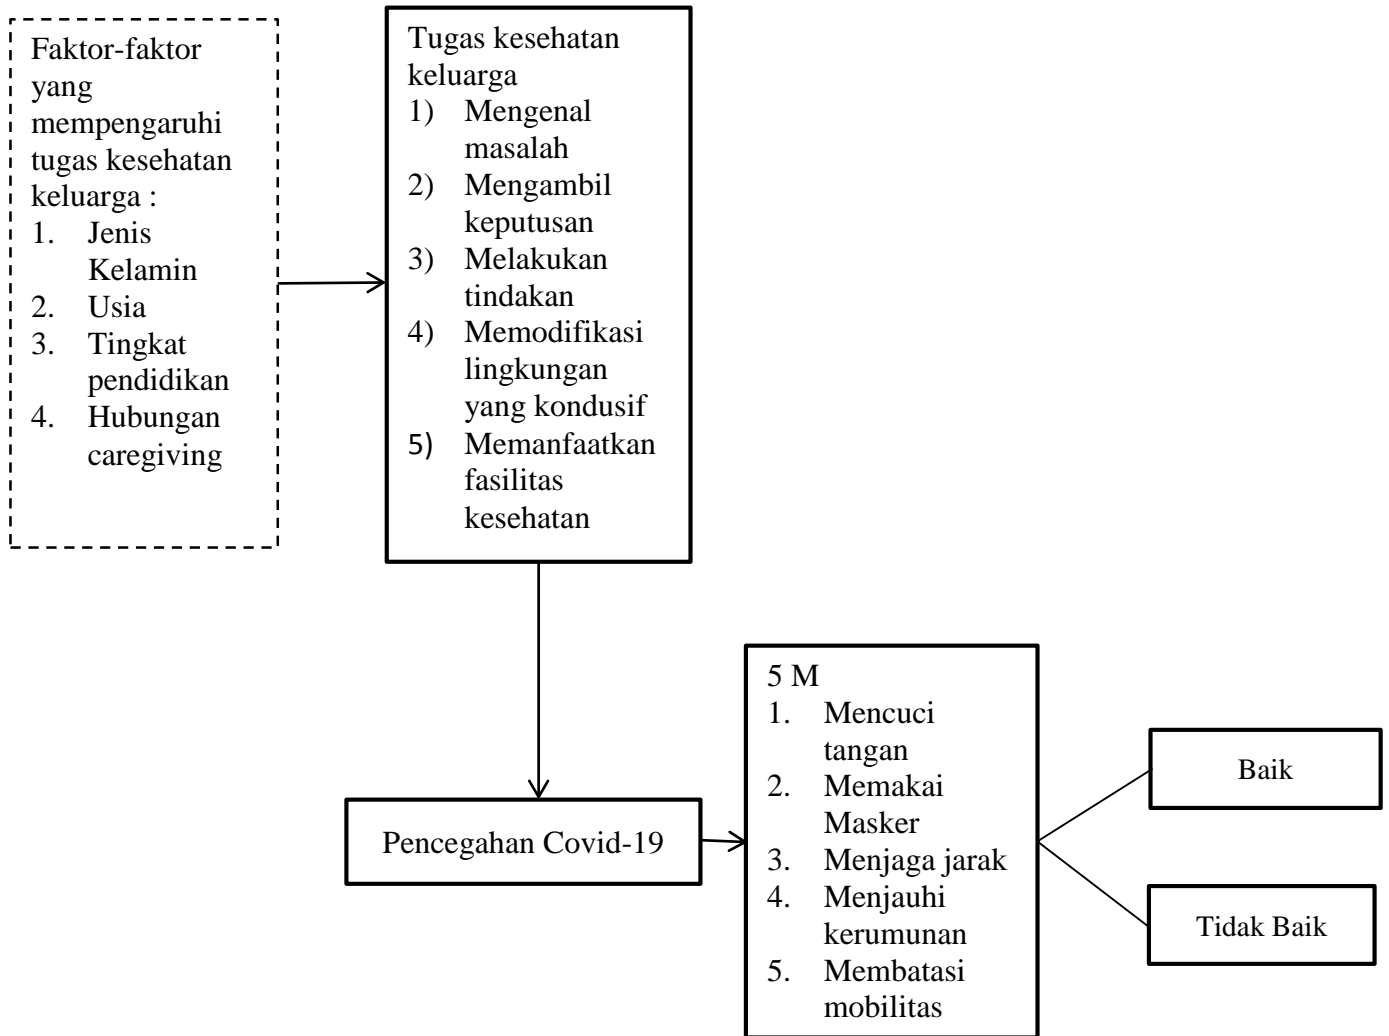 Faktor-faktor
yang
mempengaruhi
tugas kesehatan
keluarga :
1. Jenis
Kelamin
2. Usia
3. Tingkat
pendidikan
4. Hubungan
caregiving
Tugas kesehatan
keluarga
1) Mengenal
masalah
2) Mengambil
keputusan
3) Melakukan
tindakan
4) Memodifikasi
lingkungan
yang kondusif
5) Memanfaatkan
fasilitas
kesehatan
Pencegahan Covid-19
5 M
1. Mencuci
tangan
2. Memakai
Masker
3. Menjaga jarak
4. Menjauhi
kerumunan
5. Membatasi
mobilitas
Baik
Tidak Baik